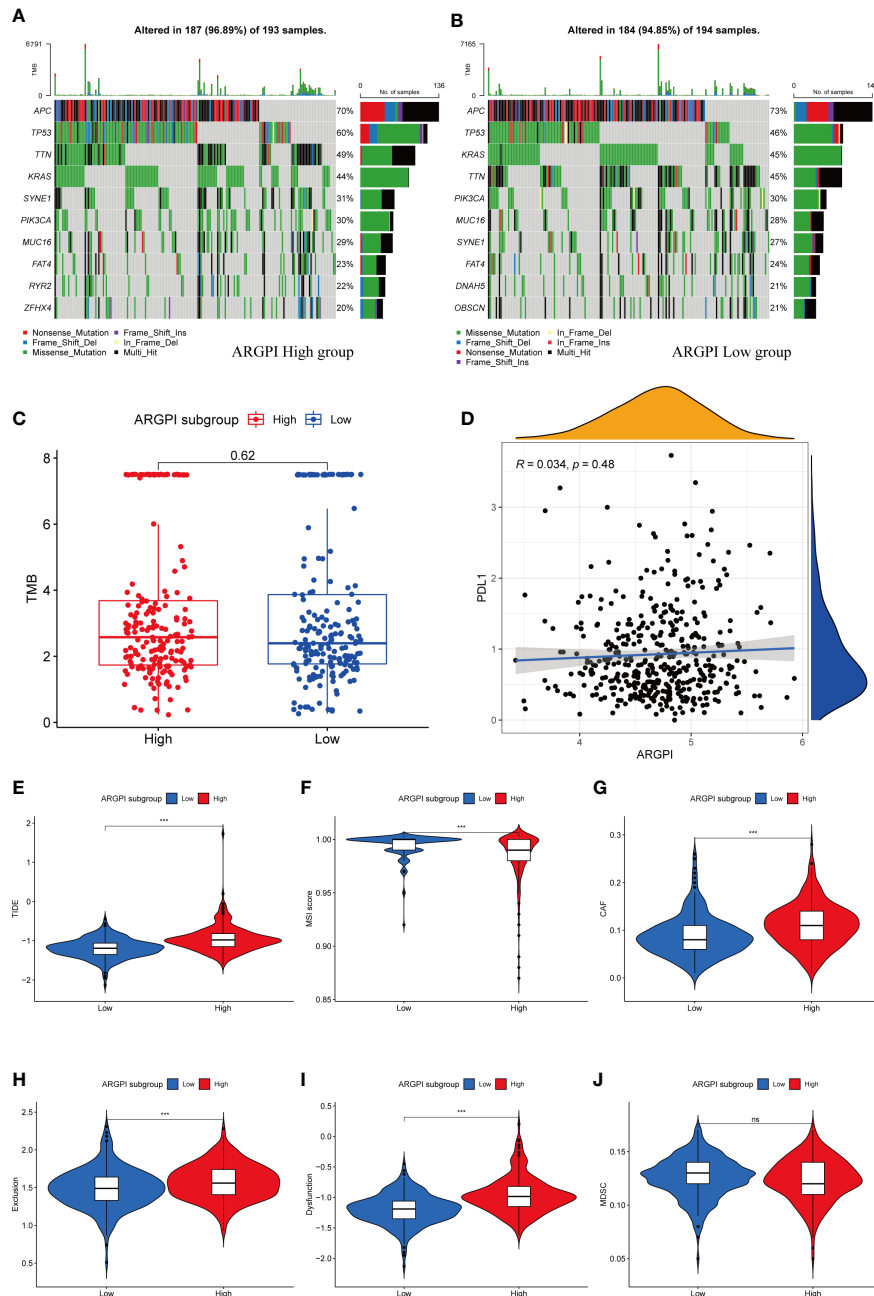 A
Altered in 187 (96.89%) of 193 samples.
6791
TMB
0
No. of samples
0 136
APC 70%
TP53 60%
TTN 49%
KRAS 44%
SYNE1 31%
PIK3CA 30%
MUC16 29%
FAT4 23%
RYR2 22%
ZFHX4 20%
Nonsense_Mutation Frame_Shift_Ins
Frame_Shift_Del In_Frame_Del
Missense_Mutation Multi_Hit
ARGPI High group
B
Altered in 184 (94.85%) of 194 samples.
7165
TMB
0
No. of samples
0 14
APC 73%
TP53 46%
KRAS 45%
TTN 45%
PIK3CA 30%
MUC16 28%
SYNE1 27%
FAT4 24%
DNAH5 21%
OBSCN 21%
Missense_Mutation In_Frame_Del
Frame_Shift_Del In_Frame_Ins
Nonsense_Mutation Multi_Hit
Frame_Shift_Ins
ARGPI Low group
C
ARGPI subgroup High Low
0.62
8
6
4
2
0
TMB
High Low
D
R = 0.034, p = 0.48
3
2
1
0
PDL1
4 5 6
ARGPI
E
ARGPI subgroup Low High
***
2
1
0
−1
−2
TIDE
Low High
F
ARGPI subgroup Low High
***
1.00
0.95
0.90
0.85
MSI score
Low High
G
ARGPI subgroup Low High
***
0.3
0.2
0.1
0.0
CAF
Low High
H
ARGPI subgroup Low High
***
2.5
2.0
1.5
1.0
0.5
Exclusion
Low High
I
ARGPI subgroup Low High
***
0.5
0.0
−0.5
−1.0
−1.5
−2.0
Dysfunction
Low High
J
ARGPI subgroup Low High
ns
0.15
0.10
0.05
MDSC
Low High